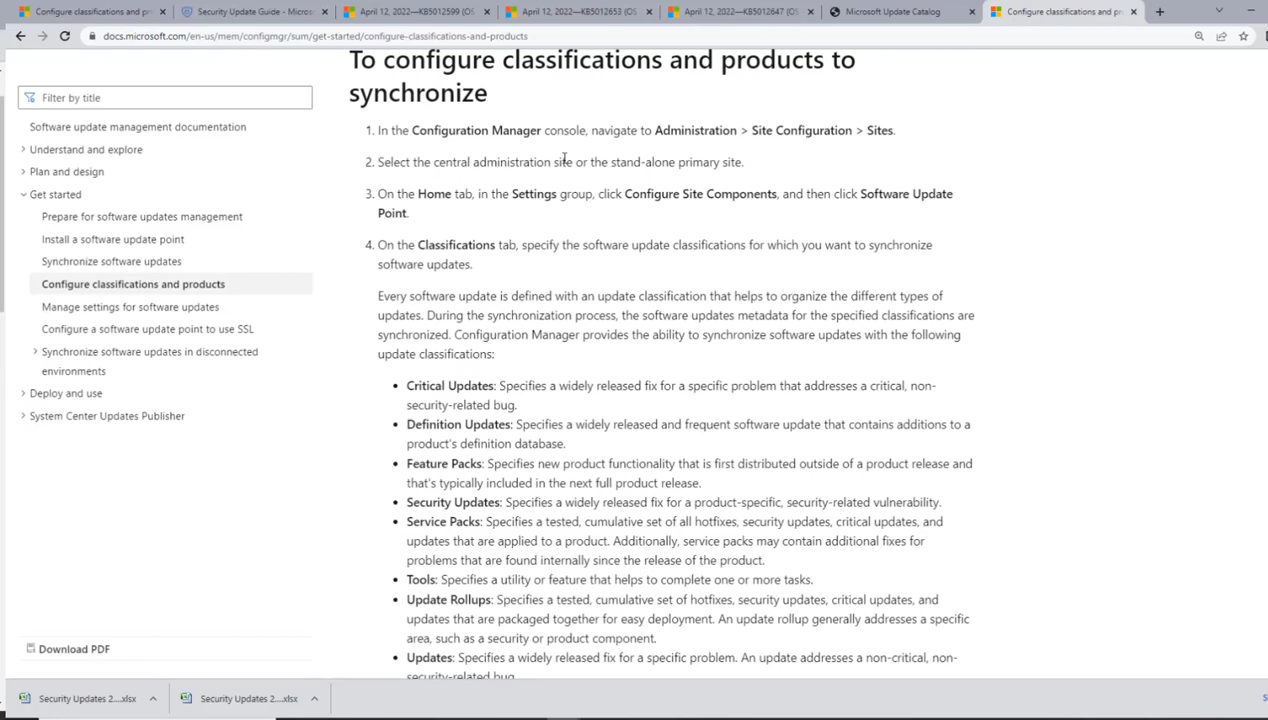 Configure classifications and pr
Security Update Guide - Micros
April 12, 2022—KB5012599 (OS
April 12, 2022—KB5012653 (OS
April 12, 2022—KB5012647 (OS
Microsoft Update Catalog
Configure classifications and pr
docs.microsoft.com/en-us/mem/configmgr/sum/get-started/configure-classifications-and-products
Filter by title
Software update management documentation
Understand and explore
Plan and design
Get started
Prepare for software updates management
Install a software update point
Synchronize software updates
Configure classifications and products
Manage settings for software updates
Configure a software update point to use SSL
Synchronize software updates in disconnected
environments
Deploy and use
System Center Updates Publisher
Download PDF
To configure classifications and products to
synchronize
1. In the Configuration Manager console, navigate to Administration > Site Configuration > Sites.
2. Select the central administration site or the stand-alone primary site.
3. On the Home tab, in the Settings group, click Configure Site Components, and then click Software Update
Point.
4. On the Classifications tab, specify the software update classifications for which you want to synchronize
software updates.
Every software update is defined with an update classification that helps to organize the different types of
updates. During the synchronization process, the software updates metadata for the specified classifications are
synchronized. Configuration Manager provides the ability to synchronize software updates with the following
update classifications:
• Critical Updates: Specifies a widely released fix for a specific problem that addresses a critical, non-
security-related bug.
• Definition Updates: Specifies a widely released and frequent software update that contains additions to a
product's definition database.
• Feature Packs: Specifies new product functionality that is first distributed outside of a product release and
that's typically included in the next full product release.
• Security Updates: Specifies a widely released fix for a product-specific, security-related vulnerability.
• Service Packs: Specifies a tested, cumulative set of all hotfixes, security updates, critical updates, and
updates that are applied to a product. Additionally, service packs may contain additional fixes for
problems that are found internally since the release of the product.
• Tools: Specifies a utility or feature that helps to complete one or more tasks.
• Update Rollups: Specifies a tested, cumulative set of hotfixes, security updates, critical updates, and
updates that are packaged together for easy deployment. An update rollup generally addresses a specific
area, such as a security or product component.
• Updates: Specifies a widely released fix for a specific problem. An update addresses a non-critical, non-
security-related bug.
Security Updates 2....xlsx
Security Updates 2....xlsx